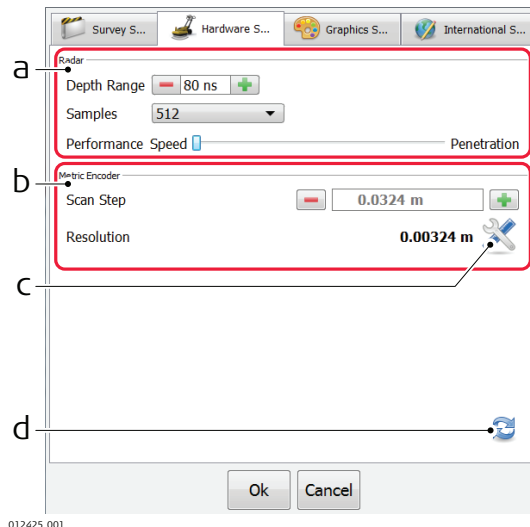 Survey S...
Hardware S...
Graphics S...
International S...
a
Radar
Depth Range 80 ns
Samples 512
Performance Speed Penetration
b
Metric Encoder
Scan Step 0.0324 m
Resolution 0.00324 m
c
d
Ok
Cancel
012425_001